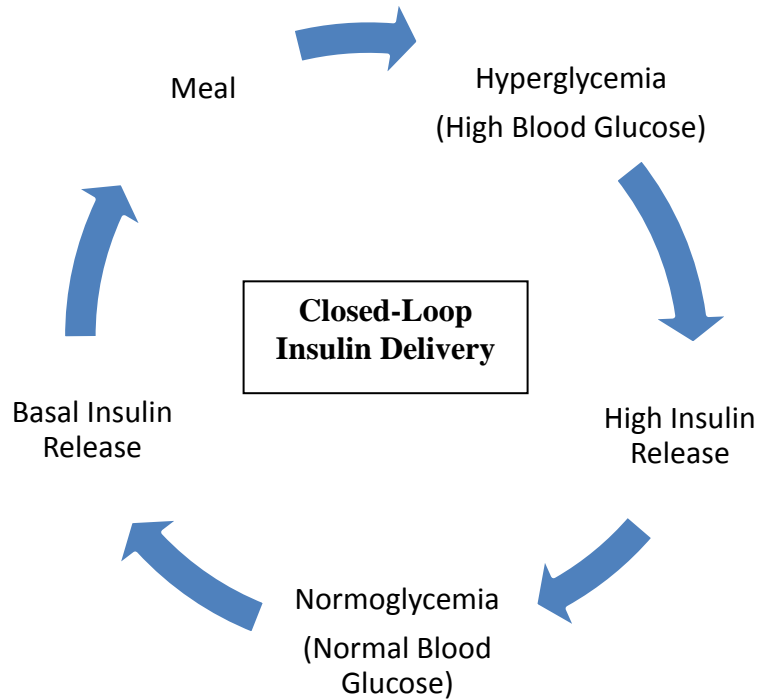 Meal
Hyperglycemia
(High Blood Glucose)
Closed-Loop
Insulin Delivery
Basal Insulin
Release
High Insulin
Release
Normoglycemia
(Normal Blood
Glucose)